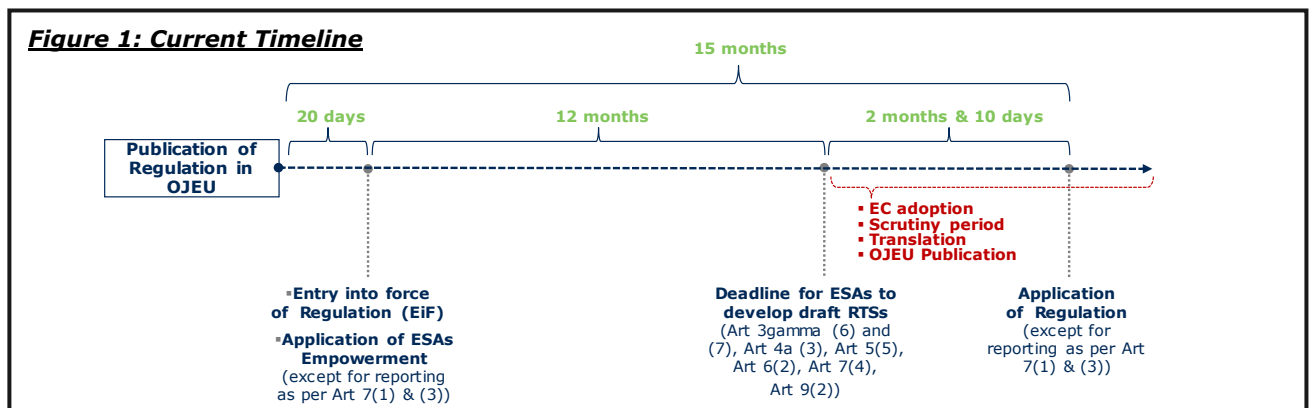 Figure 1: Current Timeline
15 months
20 days
12 months
2 months & 10 days
Publication of
Regulation in
OJEU
▪ EC adoption
▪ Scrutiny period
▪ Translation
▪ OJEU Publication
▪Entry into force
of Regulation (EiF)
▪Application of ESAs
Empowerment
(except for reporting
as per Art 7(1) & (3))
Deadline for ESAs to
develop draft RTSs
(Art 3gamma (6) and
(7), Art 4a (3), Art 5(5),
Art 6(2), Art 7(4),
Art 9(2))
Application
of Regulation
(except for
reporting as per Art
7(1) & (3))